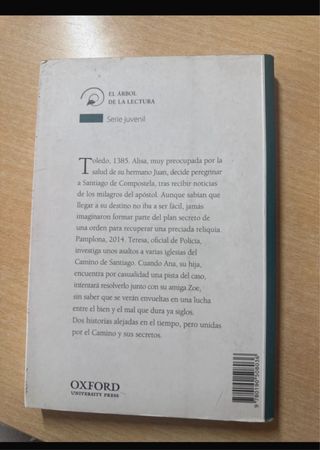 EL ÁRBOL
DE LA LECTURA
Serie juvenil
Toledo, 1385. Alisa, muy preocupada por la
salud de su hermano Juan, decide peregrinar
a Santiago de Compostela, tras recibir noticias
de los milagros del apóstol. Aunque sabían que
llegar a su destino no iba a ser fácil, jamás
imaginaron formar parte del plan secreto de
una orden para recuperar una preciada reliquia.
Pamplona, 2014. Teresa, oficial de Policía,
investiga unos asaltos a varias iglesias del
Camino de Santiago. Cuando Ana, su hija,
encuentra por casualidad una pista del caso,
intentará resolverlo junto con su amiga Zoe,
sin saber que se verán envueltas en una lucha
entre el bien y el mal que dura ya siglos.
Dos historias alejadas en el tiempo, pero unidas
por el Camino y sus secretos.
OXFORD
UNIVERSITY PRESS